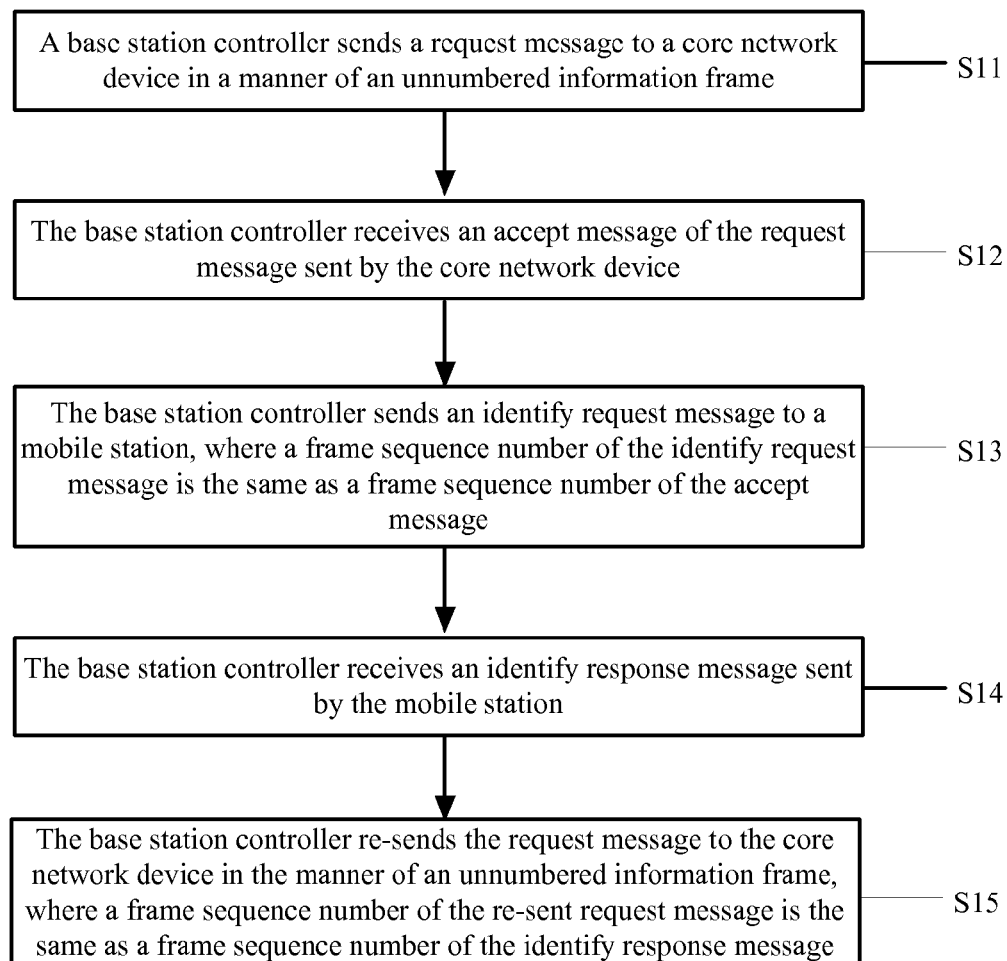 A base station controller sends a request message to a core network
device in a manner of an unnumbered information frame
S11
The base station controller receives an accept message of the request
message sent by the core network device
S12
The base station controller sends an identify request message to a
mobile station, where a frame sequence number of the identify request
message is the same as a frame sequence number of the accept
message
S13
The base station controller receives an identify response message sent
by the mobile station
S14
The base station controller re-sends the request message to the core
network device in the manner of an unnumbered information frame,
where a frame sequence number of the re-sent request message is the
same as a frame sequence number of the identify response message
S15